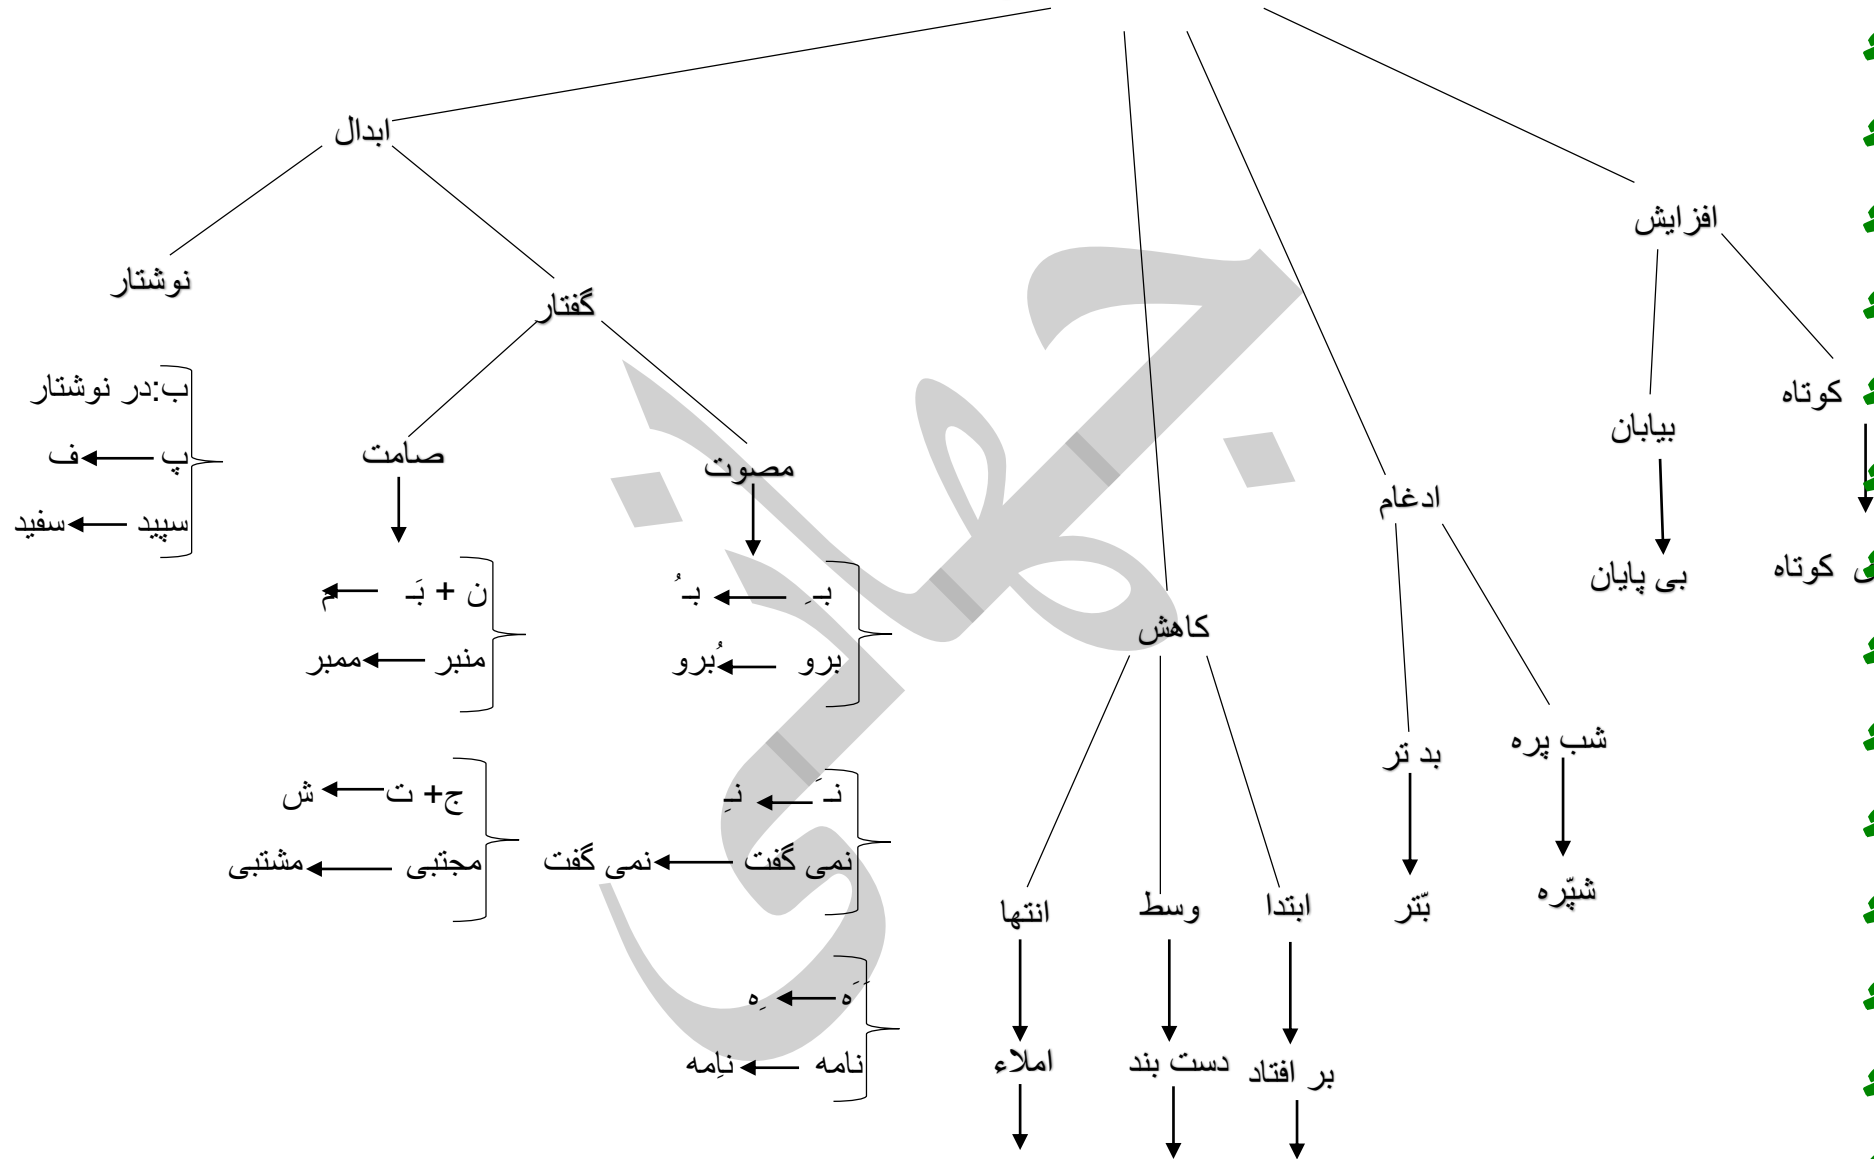 ابدال
افزایش
نوشتار
گفتار
کوتاه
بیابان
ب:در نوشتار
پ ← ف
سپید ← سفید
صامت
مصوت
ادغام
بی پایان
کوتاه
ن + بَـ ← م
منبر ← ممبر
بـِ ← بـُ
برو ← بُرو
کاهش
شب پره
بد تر
ج+ ت ← ش
مجتبی ← مشتبی
نـَ ← نـِ
نمی گفت ← نمی گفت
شپّره
بّتر
ابتدا
وسط
انتها
ـَه ← ـِه
نامه ← نامِه
املاء
دست بند
بر افتاد
جهازی